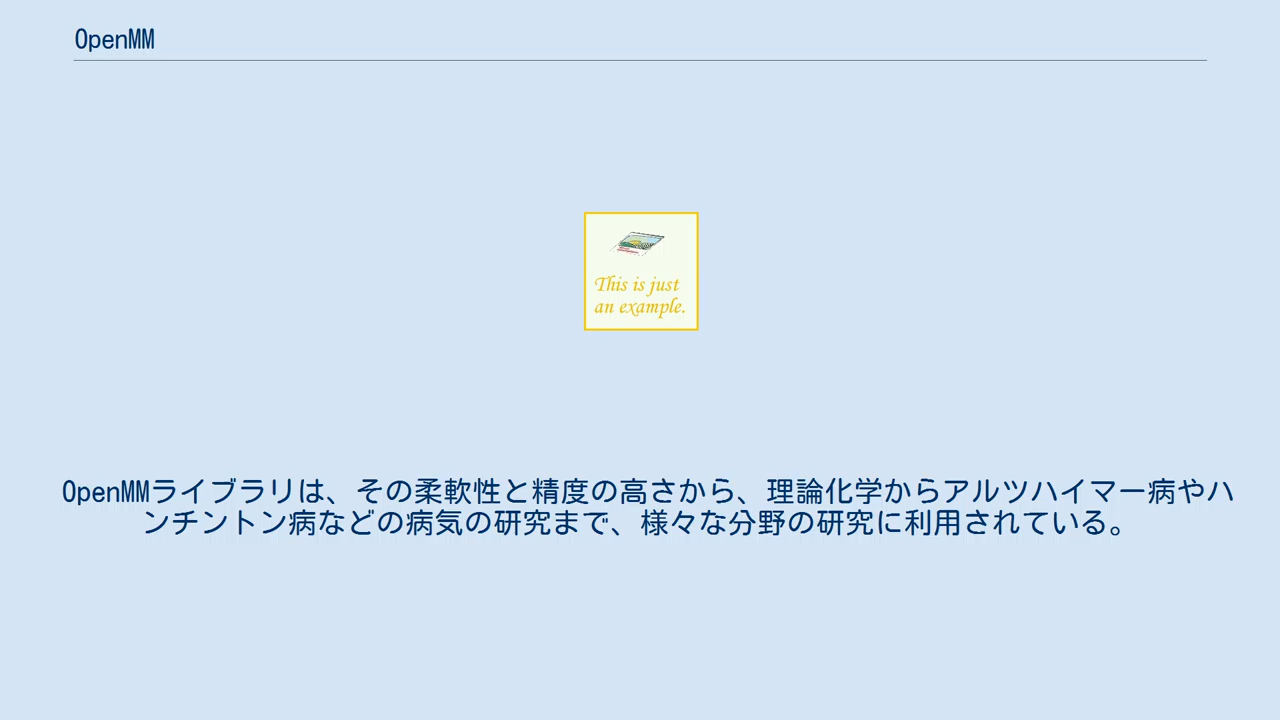 OpenMM
This is just
an example.
OpenMMライブラリは、その柔軟性と精度の高さから、理論化学からアルツハイマー病やハ
ンチントン病などの病気の研究まで、様々な分野の研究に利用されている。